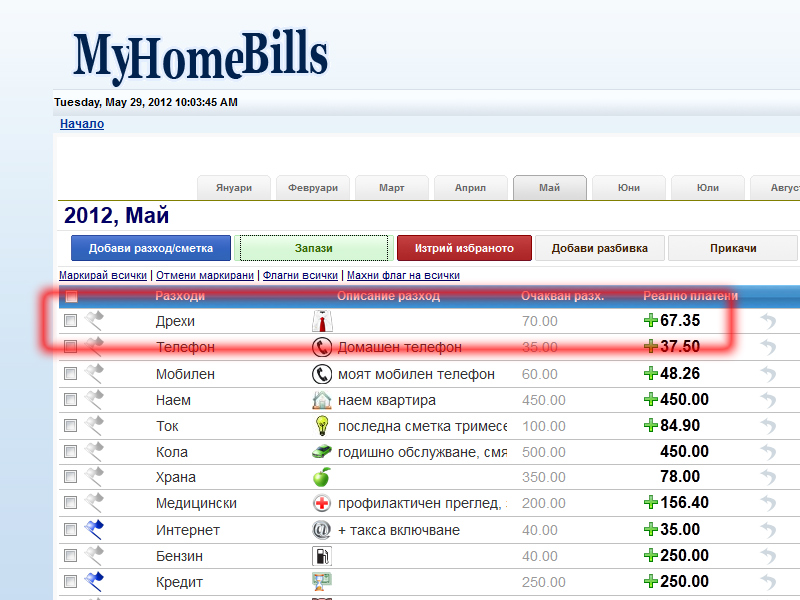 MyHomeBills
Tuesday, May 29, 2012 10:03:45 AM
Начало
Януари Февруари Март Април Май Юни Юли Август
2012, Май
Добави разход/сметка Запази Изтрий избраното Добави разбивка Прикачи
Маркирай всички | Отмени маркирани | Флагни всички | Махни флаг на всички
Разходи Описание разход Очакван разх. Реално платени
Дрехи 70.00 67.35
Телефон Домашен телефон 35.00 37.50
Мобилен моят мобилен телефон 60.00 48.26
Наем наем квартира 450.00 450.00
Ток последна сметка тримесе 100.00 84.90
Кола годишно обслужване, смя 500.00 450.00
Храна 350.00 78.00
Медицински профилактичен преглед, 200.00 156.40
Интернет @ + такса включване 40.00 35.00
Бензин 40.00 250.00
Кредит 250.00 250.00